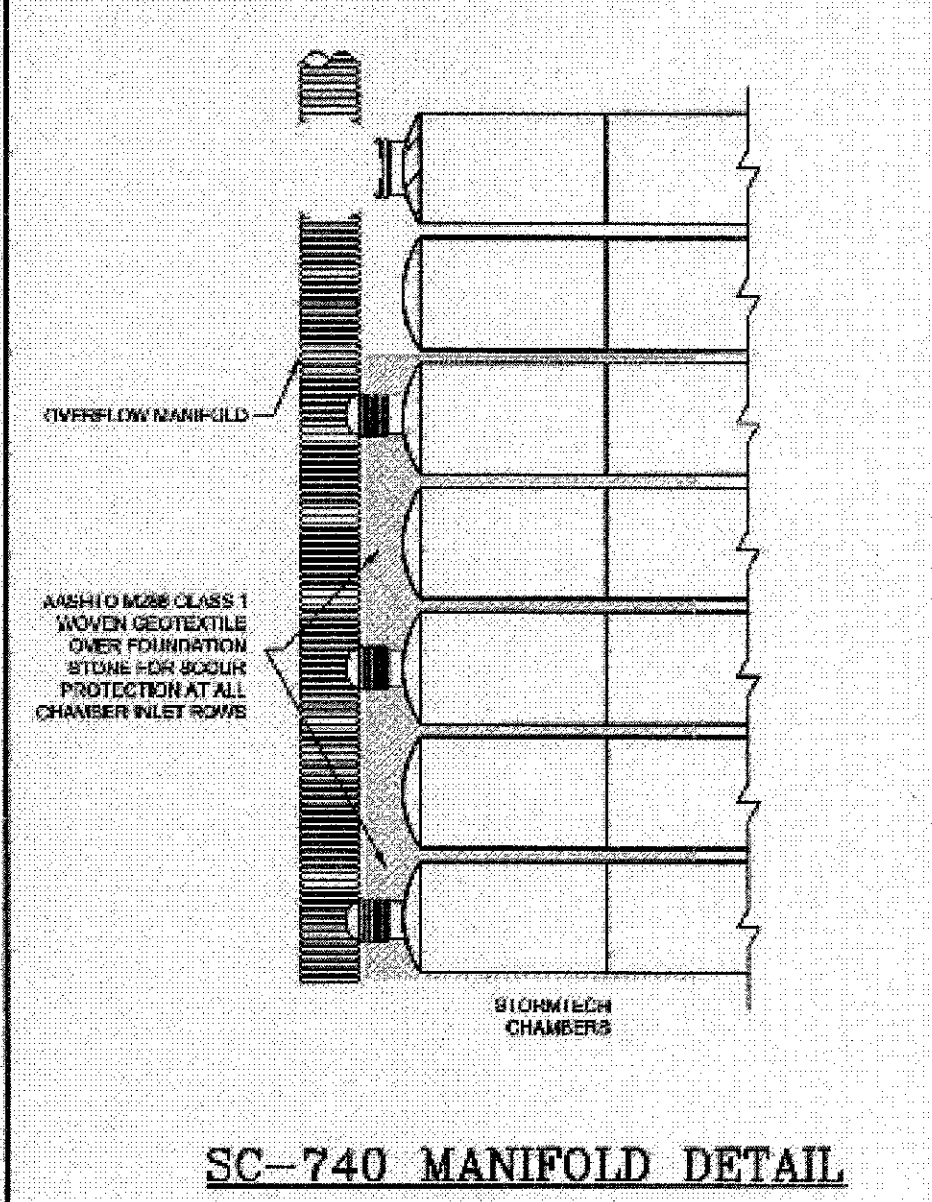 OVERFLOW MANIFOLD
AASHTO M288 CLASS 1
WOVEN GEOTEXTILE
OVER FOUNDATION
STONE FOR SCOUR
PROTECTION AT ALL
CHAMBER INLET ROWS
STORMTECH
CHAMBERS
SC-740 MANIFOLD DETAIL